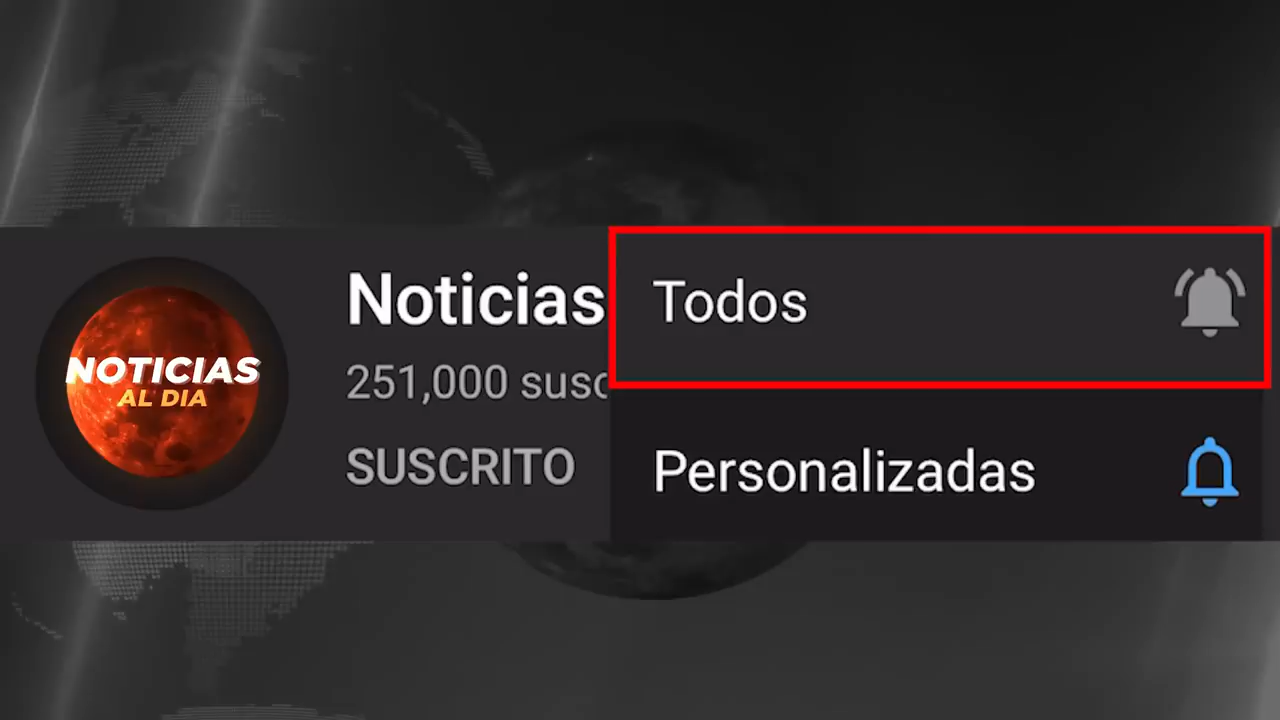 NOTICIAS
AL DIA
Noticias
251,000 susc
SUSCRITO
Todos
Personalizadas